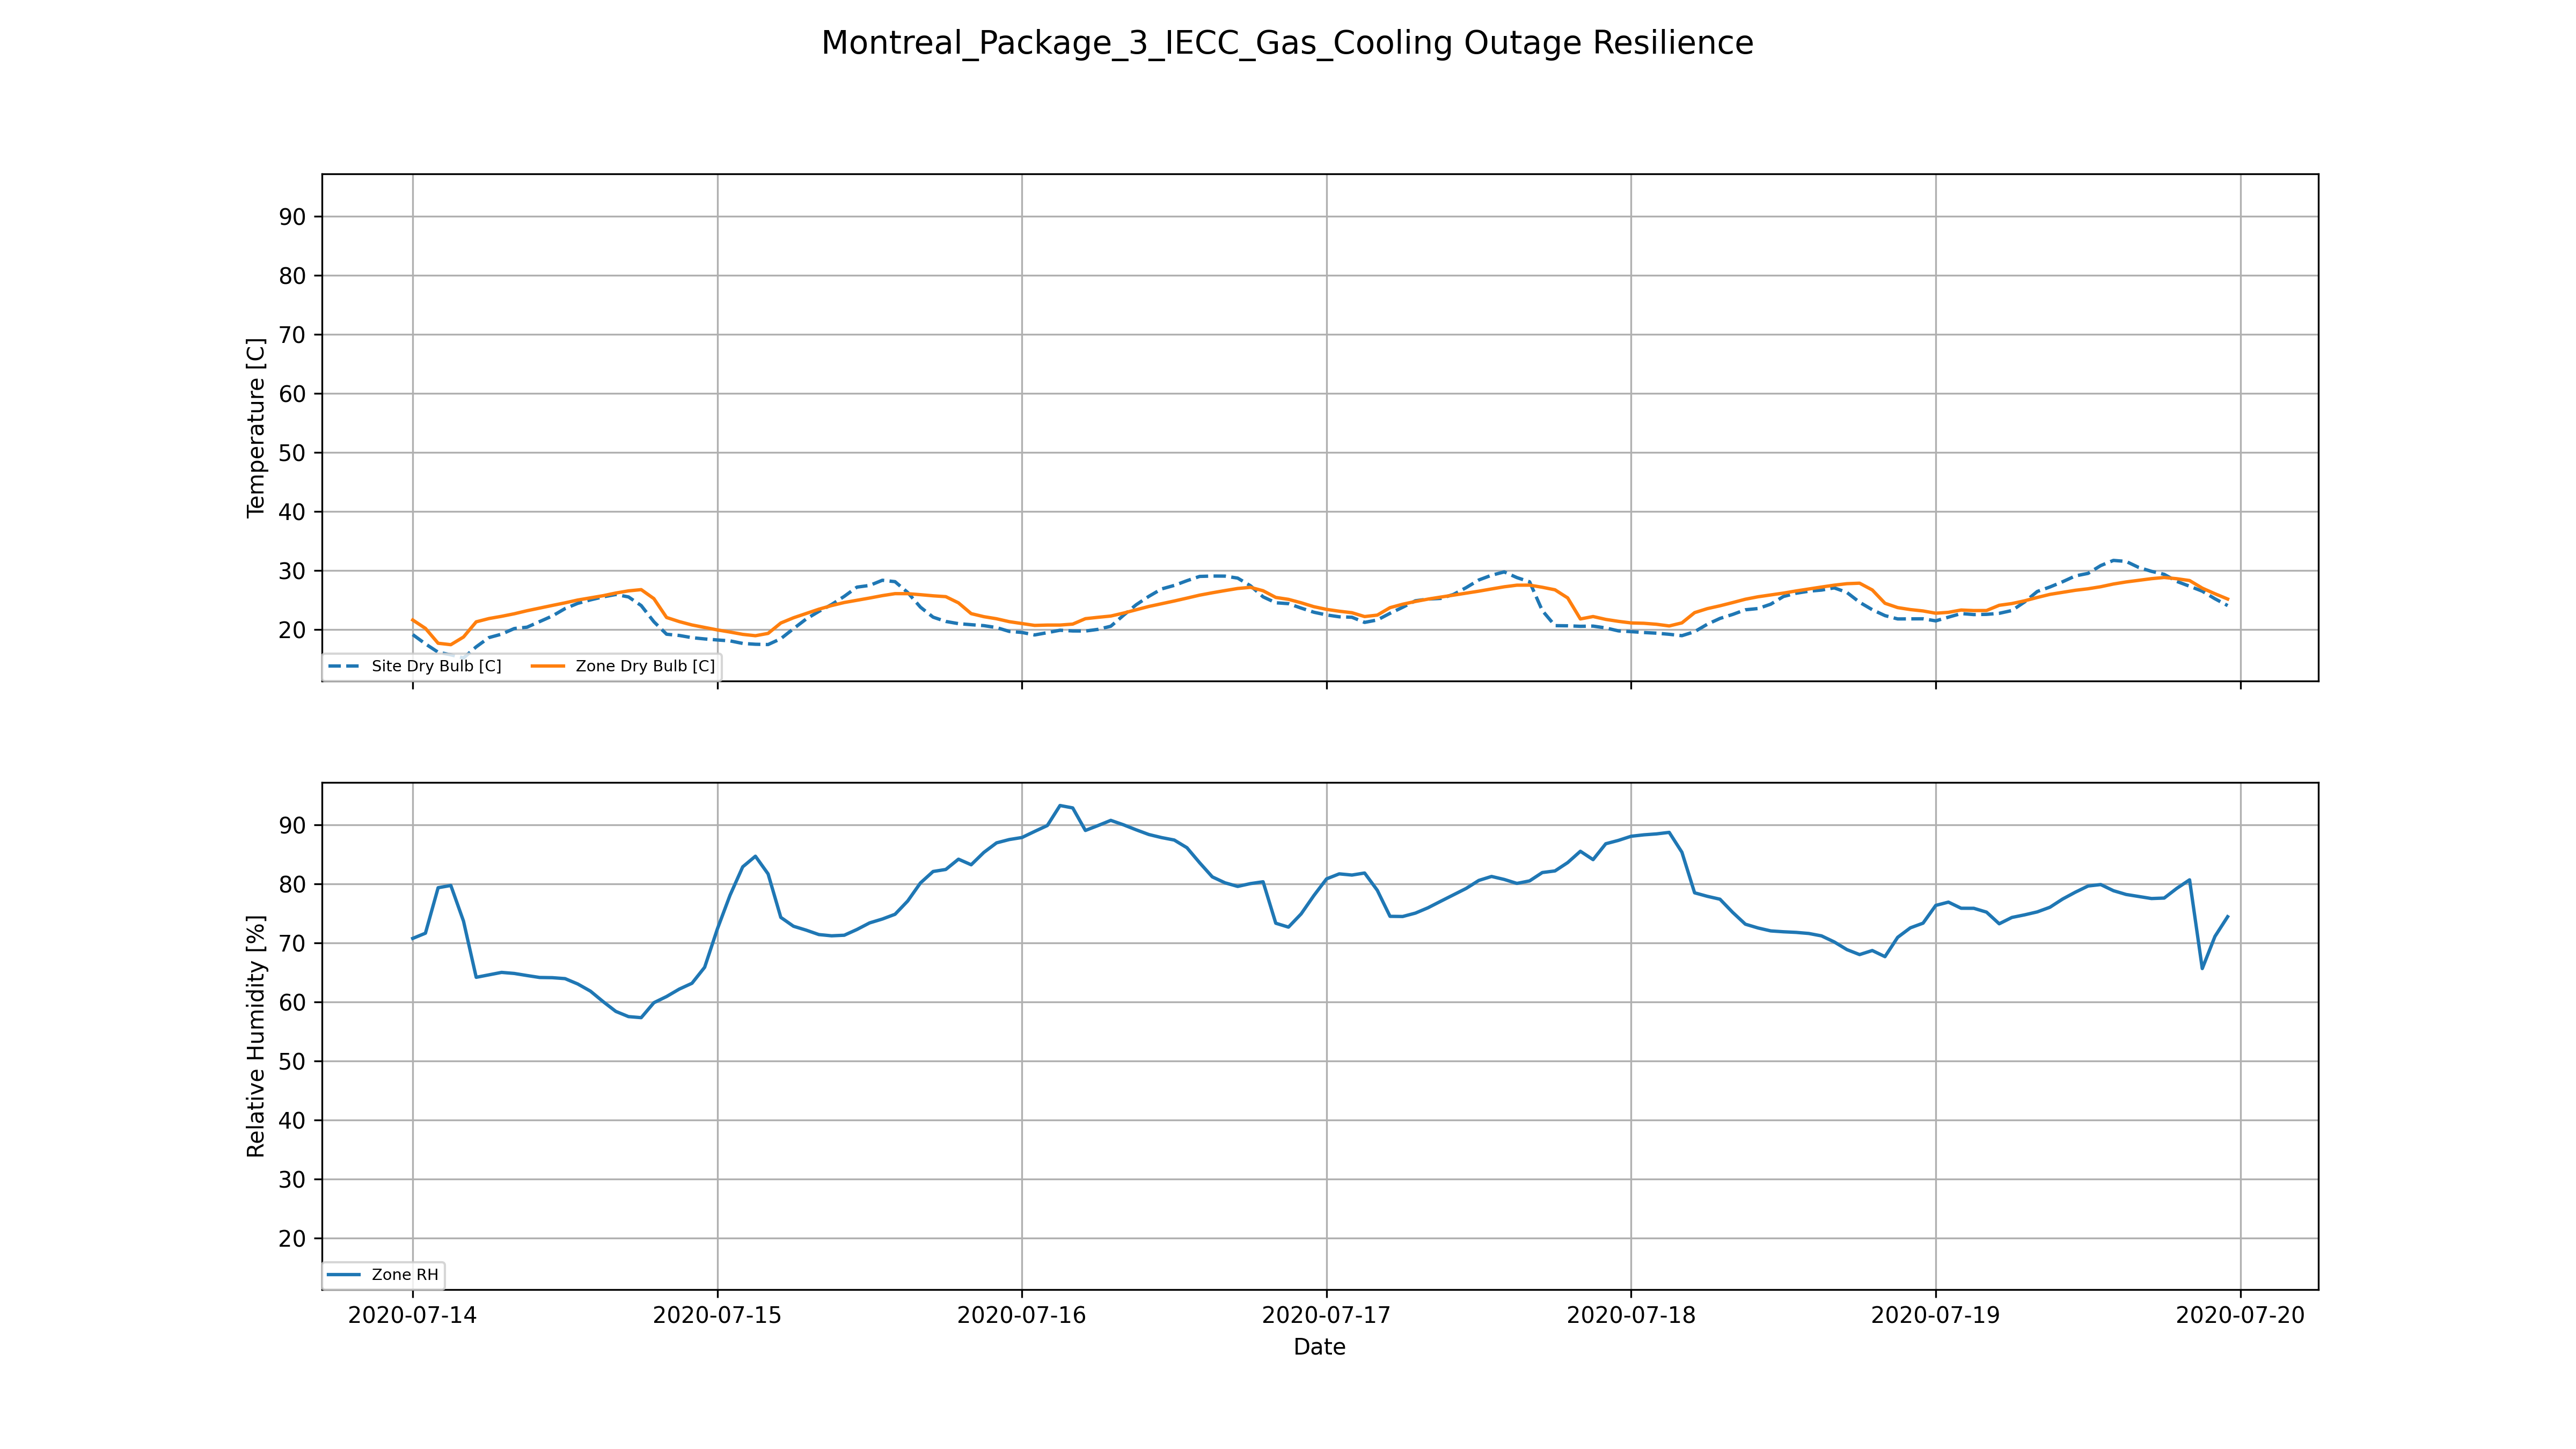 Montreal_Package_3_IECC_Gas_Cooling Outage Resilience
90
80
70
60
50
40
30
20
Temperature [C]
Site Dry Bulb [C] Zone Dry Bulb [C]
90
80
70
60
50
40
30
20
Relative Humidity [%]
Zone RH
2020-07-14 2020-07-15 2020-07-16 2020-07-17 2020-07-18 2020-07-19 2020-07-20
Date